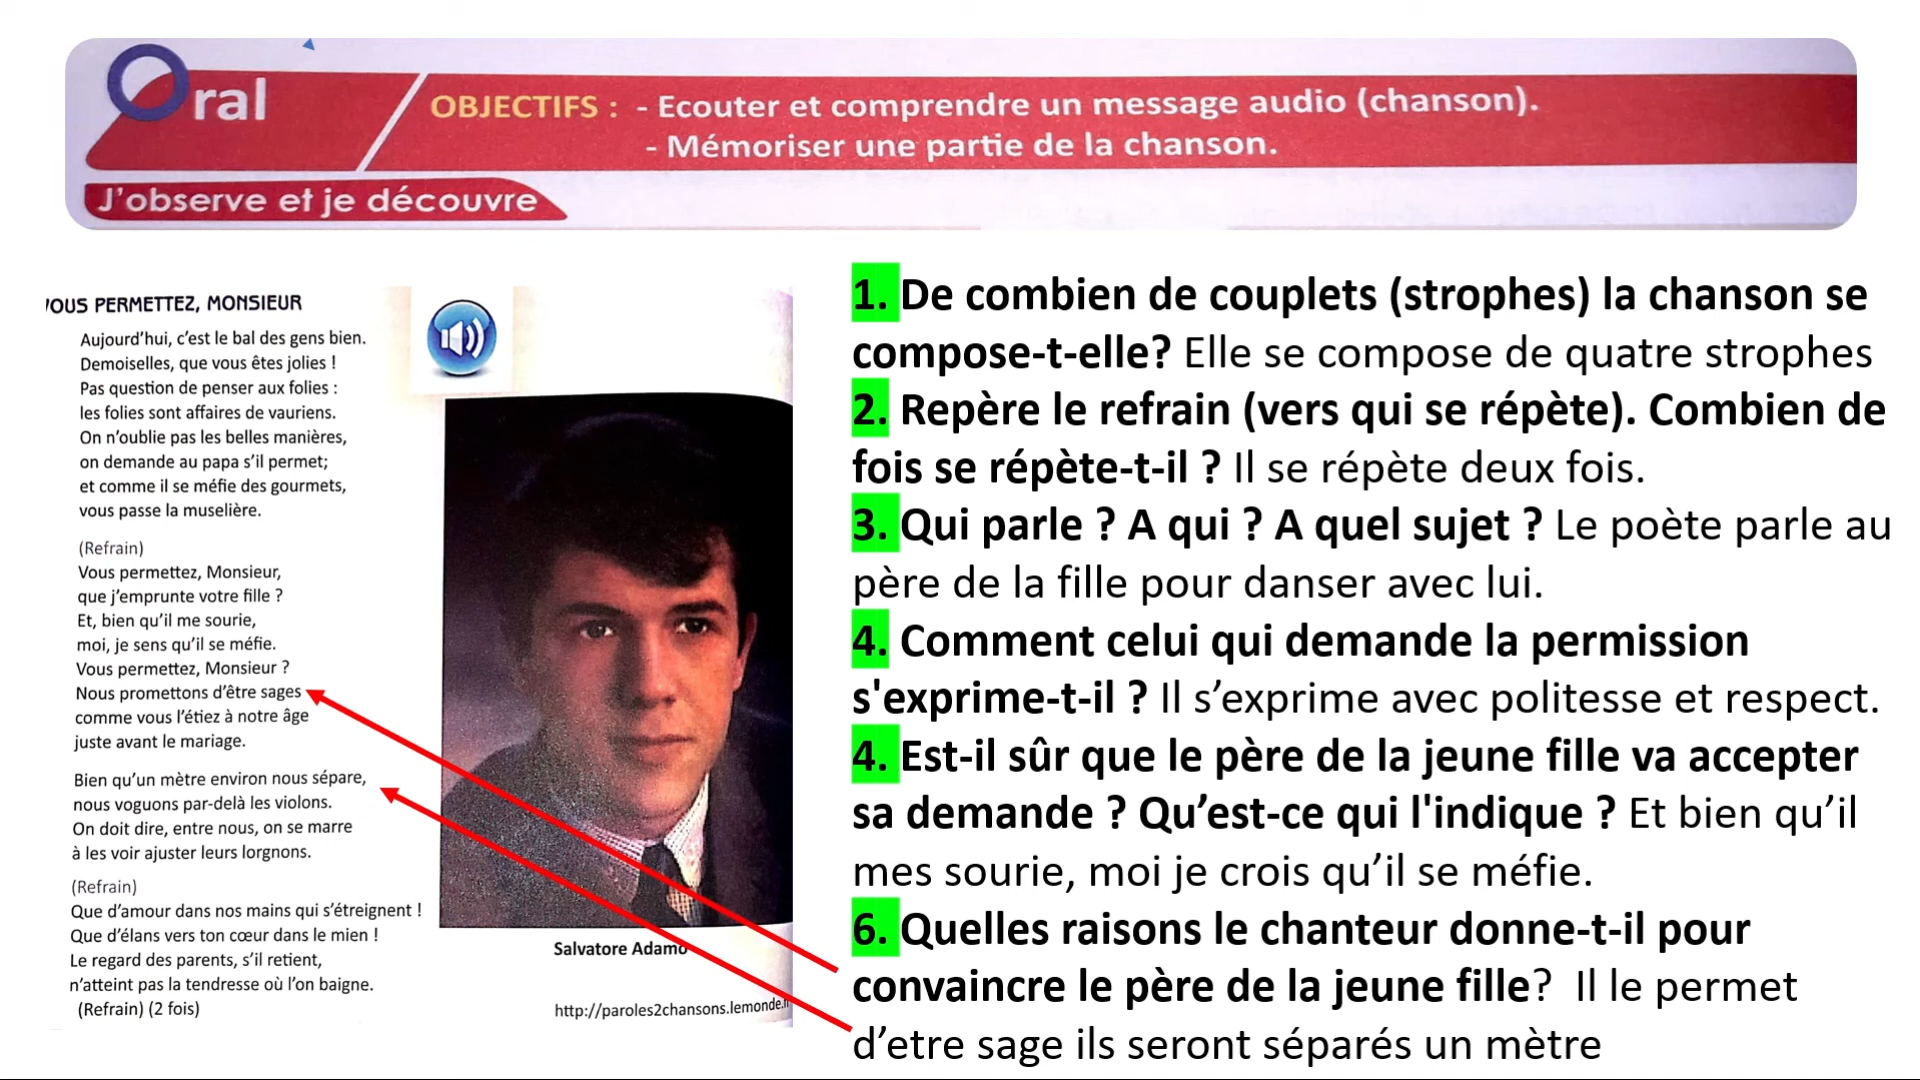 Oral
OBJECTIFS : - Ecouter et comprendre un message audio (chanson).
- Mémoriser une partie de la chanson.
J'observe et je découvre
VOUS PERMETTEZ, MONSIEUR
Aujourd'hui, c'est le bal des gens bien.
Demoiselles, que vous êtes jolies !
Pas question de penser aux folies :
les folies sont affaires de vauriens.
On n'oublie pas les belles manières,
on demande au papa s'il permet;
et comme il se méfie des gourmets,
vous passe la muselière.
(Refrain)
Vous permettez, Monsieur,
que j'emprunte votre fille ?
Et, bien qu'il me sourie,
moi, je sens qu'il se méfie.
Vous permettez, Monsieur ?
Nous promettons d'être sages
comme vous l'étiez à notre âge
juste avant le mariage.
Bien qu'un mètre environ nous sépare,
nous voguons par-delà les violons.
On doit dire, entre nous, on se marre
à les voir ajuster leurs lorgnons.
(Refrain)
Que d'amour dans nos mains qui s'étreignent !
Que d'élans vers ton cœur dans le mien !
Le regard des parents, s'il retient,
n'atteint pas la tendresse où l'on baigne.
(Refrain) (2 fois)
Salvatore Adamo
http://paroles2chansons.lemonde.fr
1. De combien de couplets (strophes) la chanson se
compose-t-elle? Elle se compose de quatre strophes
2. Repère le refrain (vers qui se répète). Combien de
fois se répète-t-il ? Il se répète deux fois.
3. Qui parle ? A qui ? A quel sujet ? Le poète parle au
père de la fille pour danser avec lui.
4. Comment celui qui demande la permission
s'exprime-t-il ? Il s’exprime avec politesse et respect.
4. Est-il sûr que le père de la jeune fille va accepter
sa demande ? Qu’est-ce qui l'indique ? Et bien qu’il
mes sourie, moi je crois qu’il se méfie.
6. Quelles raisons le chanteur donne-t-il pour
convaincre le père de la jeune fille? Il le permet
d’etre sage ils seront séparés un mètre